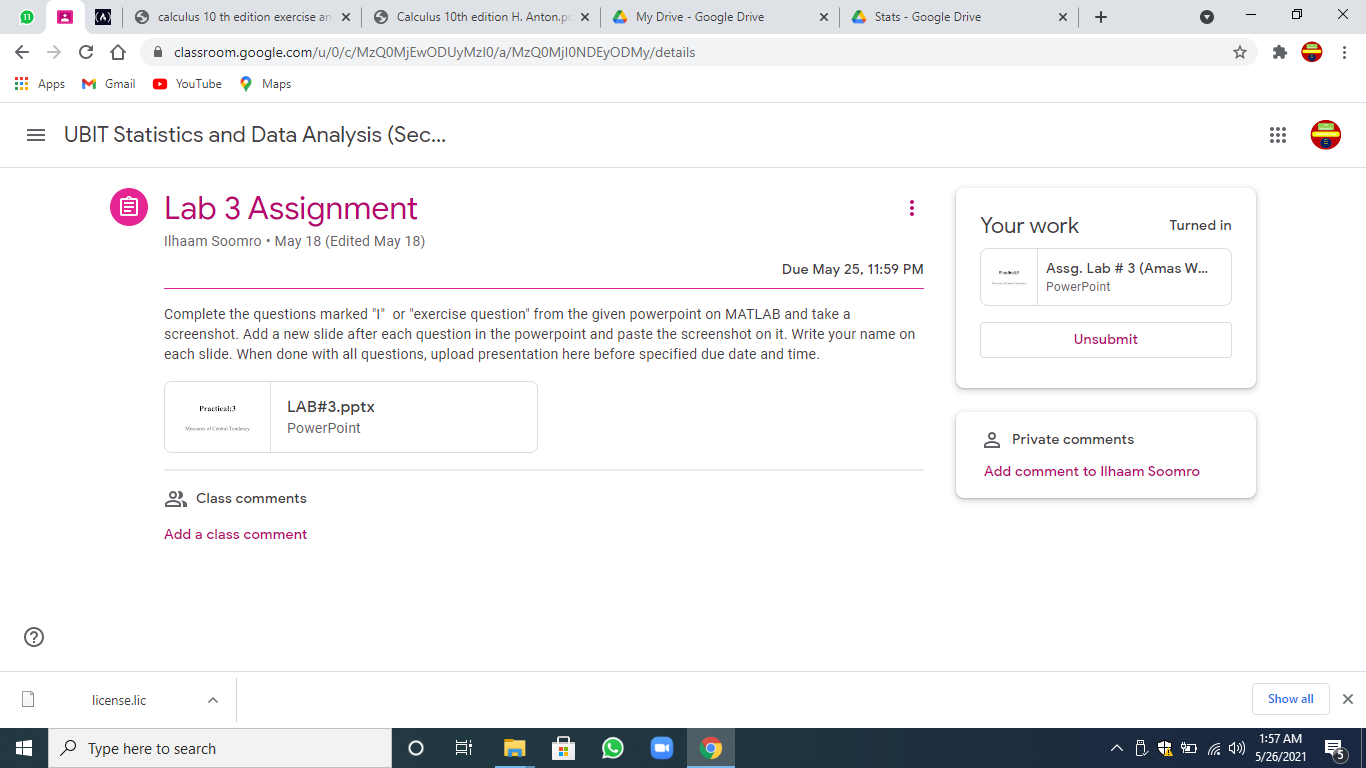 11
calculus 10 th edition exercise an
Calculus 10th edition H. Anton.pd
My Drive - Google Drive
Stats - Google Drive
classroom.google.com/u/0/c/MzQ0MjEwODUyMzI0/a/MzQ0MjI0NDEyODMy/details
Apps
Gmail
YouTube
Maps
UBIT Statistics and Data Analysis (Sec...
Lab 3 Assignment
Ilhaam Soomro • May 18 (Edited May 18)
Due May 25, 11:59 PM
Complete the questions marked "I"  or "exercise question" from the given powerpoint on MATLAB and take a
screenshot. Add a new slide after each question in the powerpoint and paste the screenshot on it. Write your name on
each slide. When done with all questions, upload presentation here before specified due date and time.
Practical:3
Measures of Central Tendency
LAB#3.pptx
PowerPoint
Class comments
Add a class comment
Your work
Turned in
Assg. Lab # 3 (Amas W...
PowerPoint
Unsubmit
Private comments
Add comment to Ilhaam Soomro
license.lic
Show all
Type here to search
1:57 AM
5/26/2021
5